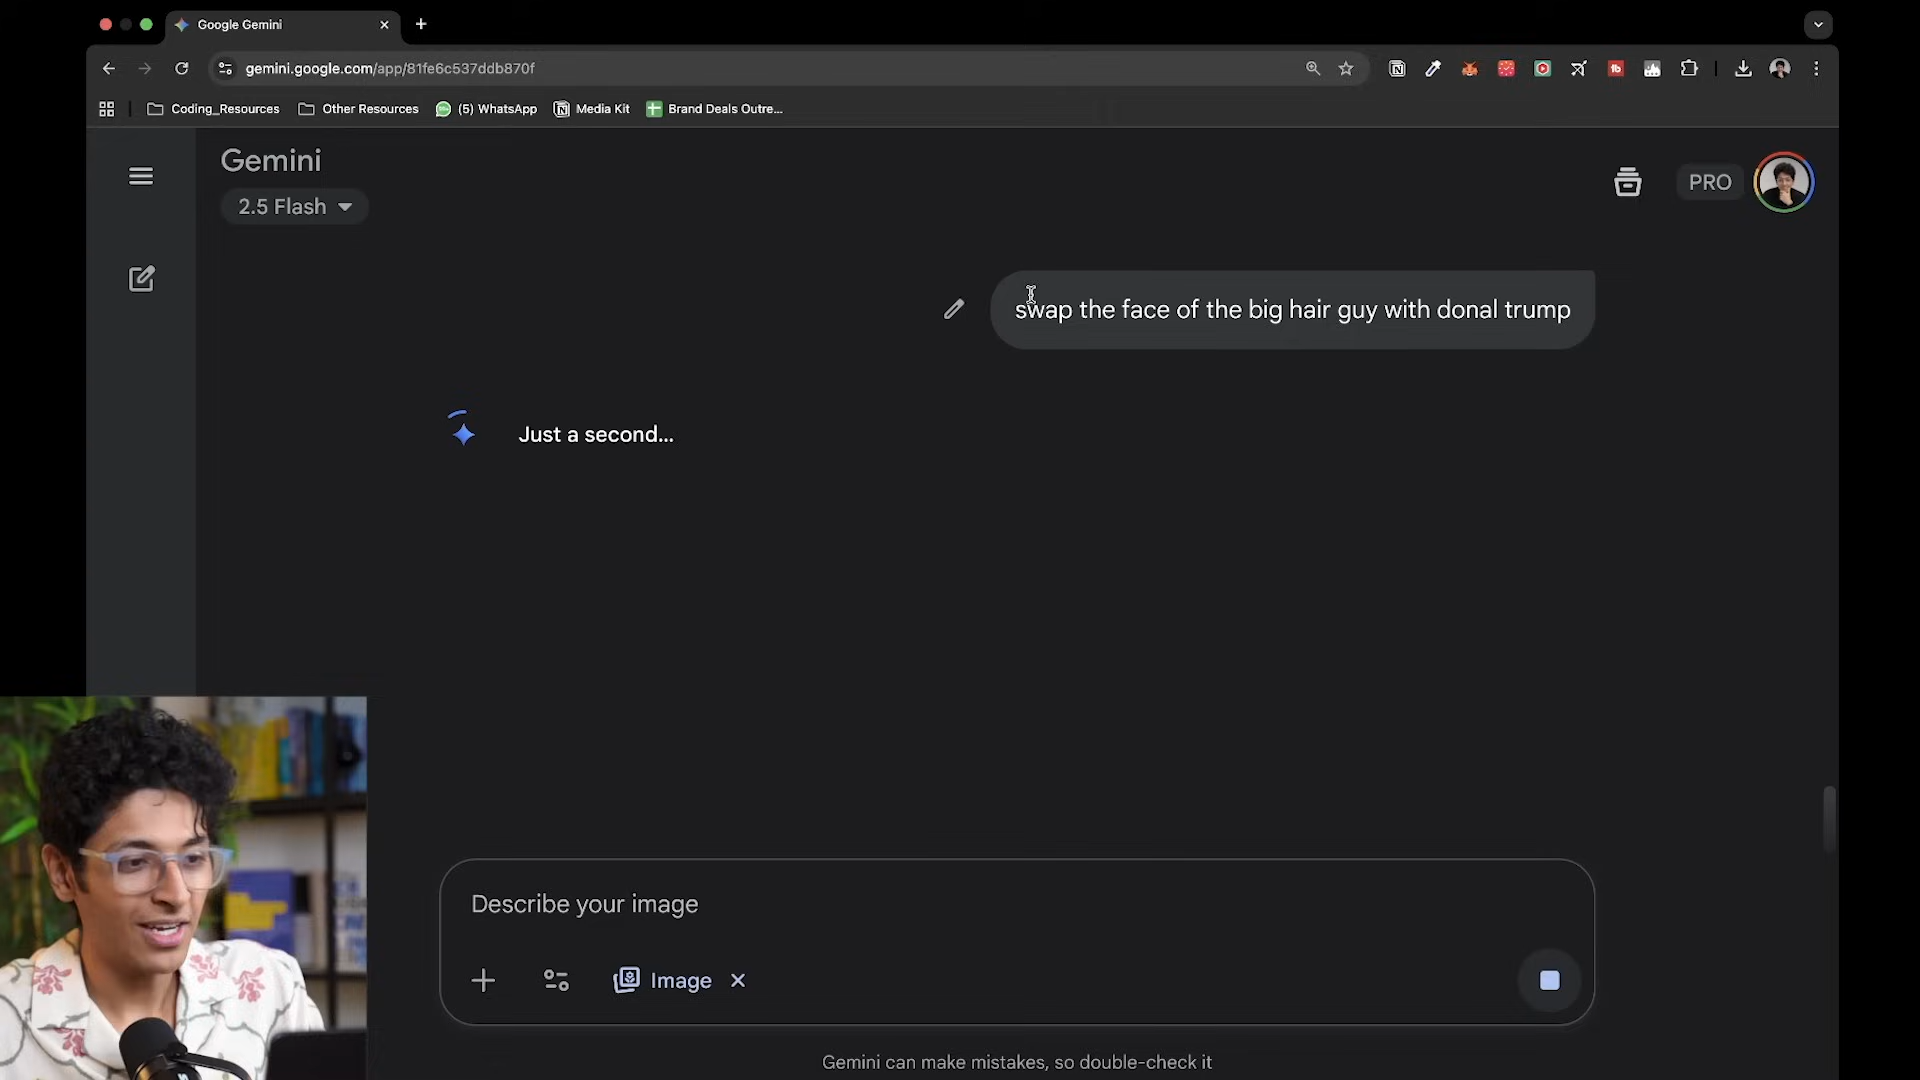 Google Gemini
gemini.google.com/app/81fe6c537ddb870f
Coding_Resources
Other Resources
(5) WhatsApp
Media Kit
Brand Deals Outre...
Gemini
2.5 Flash
PRO
swap the face of the big hair guy with donal trump
Just a second...
Describe your image
Image
Gemini can make mistakes, so double-check it